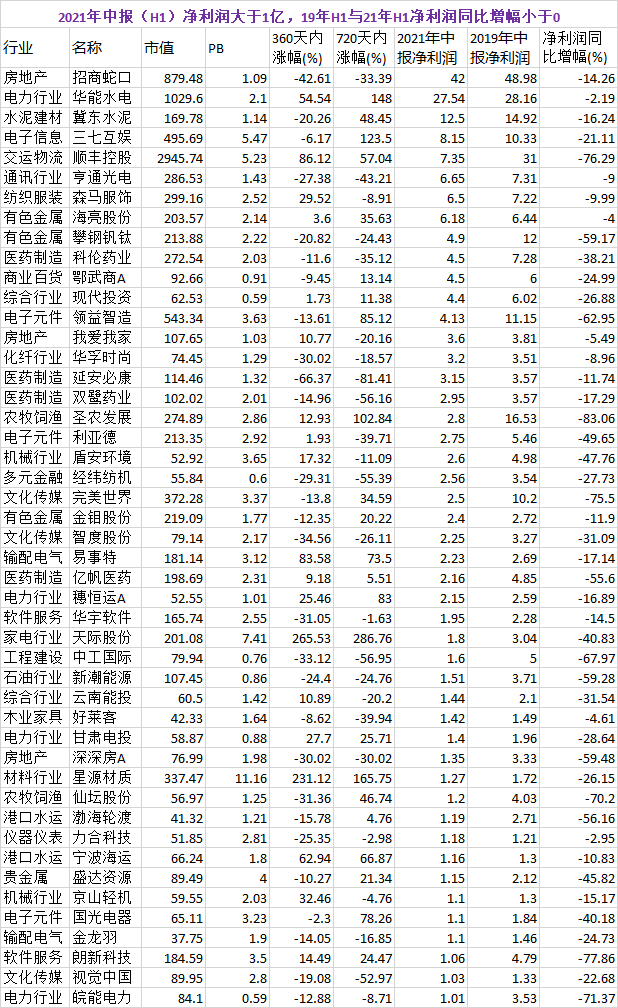 2021年中报（H1）净利润大于1亿，19年H1与21年H1净利润同比增幅小于0
行业 名称 市值 PB 360天内涨幅(%) 720天内涨幅(%) 2021年中报净利润 2019年中报净利润 净利润同比增幅(%)
房地产 招商蛇口 879.48 1.09 -42.61 -33.39 42 48.98 -14.26
电力行业 华能水电 1029.6 2.1 54.54 148 27.54 28.16 -2.19
水泥建材 冀东水泥 169.78 1.14 -20.26 48.45 12.5 14.92 -16.24
电子信息 三七互娱 495.69 5.47 -6.17 123.5 8.15 10.33 -21.11
交运物流 顺丰控股 2945.74 5.23 86.12 57.04 7.35 31 -76.29
通讯行业 亨通光电 286.53 1.43 -27.38 -43.21 6.65 7.31 -9
纺织服装 森马服饰 299.16 2.52 29.52 -8.91 6.5 7.22 -9.99
有色金属 海亮股份 203.57 2.14 3.6 35.63 6.18 6.44 -4
有色金属 攀钢钒钛 213.88 2.22 -20.82 -24.43 4.9 12 -59.17
医药制造 科伦药业 272.54 2.03 -11.6 -35.12 4.5 7.28 -38.21
商业百货 鄂武商A 92.66 0.91 -9.45 13.14 4.5 6 -24.99
综合行业 现代投资 62.53 0.59 1.73 11.38 4.4 6.02 -26.88
电子元件 领益智造 543.34 3.63 -13.61 85.12 4.13 11.15 -62.95
房地产 我爱我家 107.65 1.03 10.77 -20.16 3.6 3.81 -5.49
化纤行业 华孚时尚 74.45 1.29 -30.02 -18.57 3.2 3.51 -8.96
医药制造 延安必康 114.46 1.32 -66.37 -81.41 3.15 3.57 -11.74
医药制造 双鹭药业 102.02 2.01 -14.96 -56.16 2.95 3.57 -17.29
农牧饲渔 圣农发展 274.89 2.86 12.93 102.84 2.8 16.53 -83.06
电子元件 利亚德 213.35 2.92 1.93 -39.71 2.75 5.46 -49.65
机械行业 盾安环境 52.92 3.65 17.32 -11.09 2.6 4.98 -47.76
多元金融 经纬纺机 55.84 0.6 -29.31 -55.39 2.56 3.54 -27.73
文化传媒 完美世界 372.28 3.37 -13.8 34.59 2.5 10.2 -75.5
有色金属 金钼股份 219.09 1.77 -12.35 20.22 2.4 2.72 -11.9
文化传媒 智度股份 79.14 2.17 -34.56 -26.11 2.25 3.27 -31.09
输配电气 易事特 181.14 3.12 83.58 73.5 2.23 2.69 -17.14
医药制造 亿帆医药 198.69 2.31 9.18 5.51 2.16 4.85 -55.6
电力行业 穗恒运A 52.55 1.01 25.46 83 2.15 2.59 -16.89
软件服务 华宇软件 165.74 2.55 -31.05 -1.63 1.95 2.28 -14.5
家电行业 天际股份 201.08 7.41 265.53 286.76 1.8 3.04 -40.83
工程建设 中工国际 79.94 0.76 -33.12 -56.95 1.6 5 -67.97
石油行业 新潮能源 107.45 0.86 -24.4 -24.76 1.51 3.71 -59.28
综合行业 云南能投 60.5 1.42 10.89 -20.2 1.44 2.1 -31.54
木业家具 好莱客 42.33 1.64 -8.62 -39.94 1.42 1.49 -4.61
电力行业 甘肃电投 58.87 0.88 27.7 25.71 1.4 1.96 -28.64
房地产 深深房A 76.99 1.98 -30.02 -30.02 1.35 3.33 -59.48
材料行业 星源材质 337.47 11.16 231.12 165.75 1.27 1.72 -26.15
农牧饲渔 仙坛股份 56.97 1.25 -31.36 46.74 1.2 4.03 -70.2
港口水运 渤海轮渡 41.32 1.21 -15.78 4.76 1.19 2.71 -56.16
仪器仪表 力合科技 51.85 2.81 -25.35 -2.98 1.18 1.21 -2.95
港口水运 宁波海运 66.24 1.8 62.94 66.87 1.16 1.3 -10.83
贵金属 盛达资源 89.49 4 -10.27 21.34 1.15 2.12 -45.82
机械行业 京山轻机 59.55 2.03 32.46 -4.76 1.1 1.3 -15.17
电子元件 国光电器 65.11 3.23 -2.3 78.26 1.1 1.84 -40.18
输配电气 金龙羽 37.75 1.9 -14.05 -16.85 1.1 1.46 -24.73
软件服务 朗新科技 184.59 3.5 14.49 24.47 1.06 4.79 -77.86
文化传媒 视觉中国 89.95 2.8 -19.08 -52.97 1.03 1.33 -22.68
电力行业 皖能电力 84.1 0.59 -12.88 -8.71 1.01 3.53 -71.37